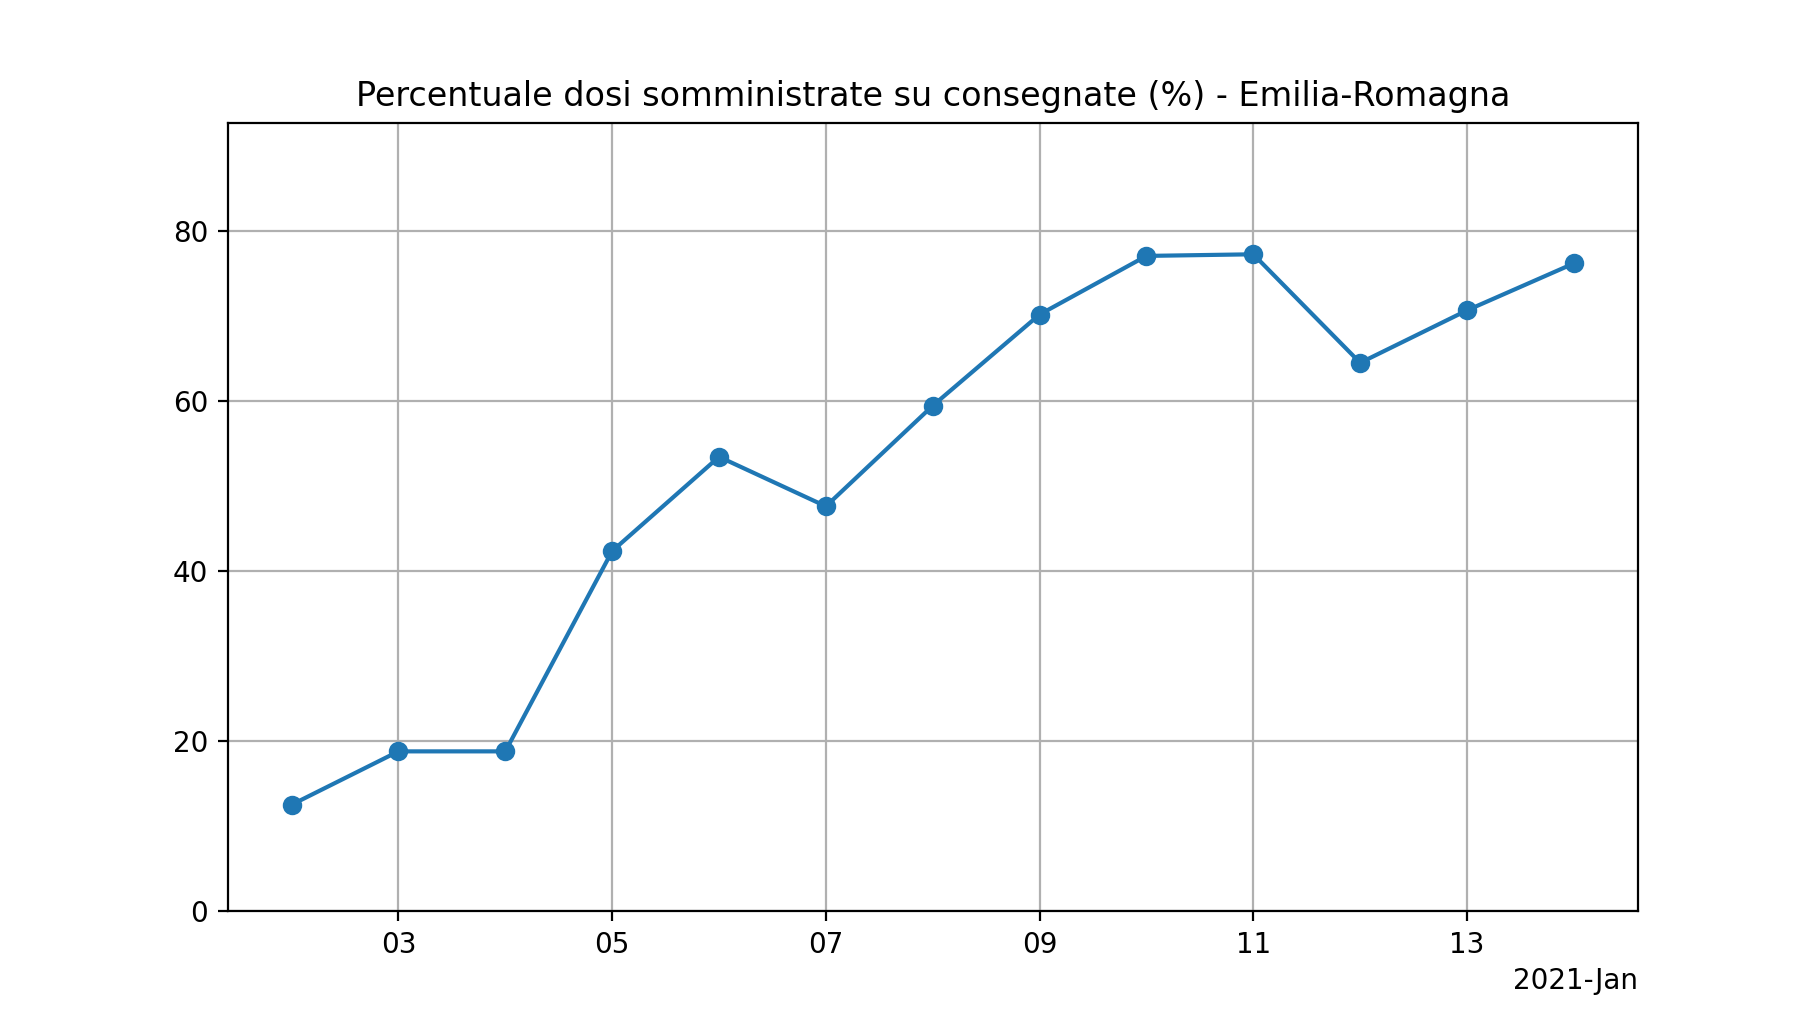 Percentuale dosi somministrate su consegnate (%) - Emilia-Romagna
80
60
40
20
0
03 05 07 09 11 13
2021-Jan